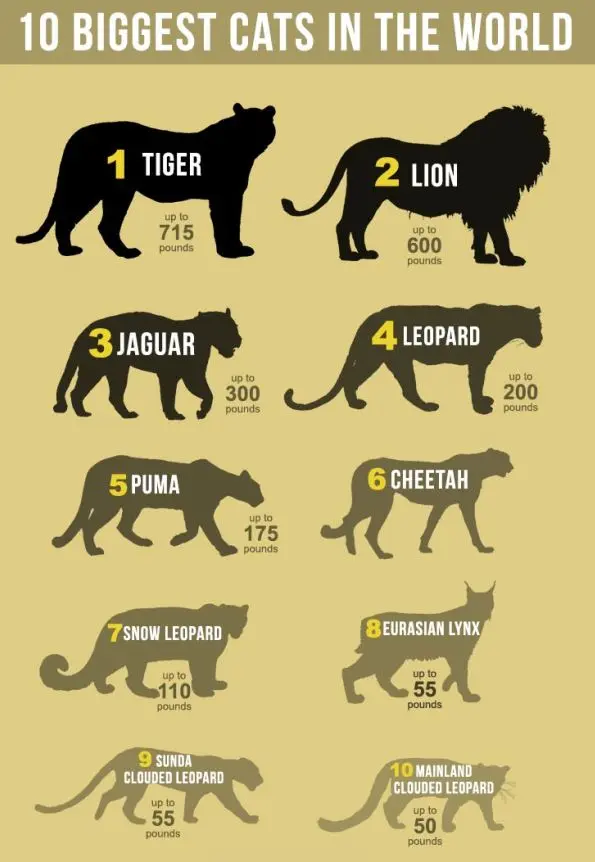 10 BIGGEST CATS IN THE WORLD
1 TIGER
up to
715
pounds
2 LION
up to
600
pounds
3 JAGUAR
up to
300
pounds
4 LEOPARD
up to
200
pounds
5 PUMA
up to
175
pounds
6 CHEETAH
7 SNOW LEOPARD
up to
110
pounds
8 EURASIAN LYNX
up to
55
pounds
9 SUNDA
CLOUDED LEOPARD
up to
55
pounds
10 MAINLAND
CLOUDED LEOPARD
up to
50
pounds